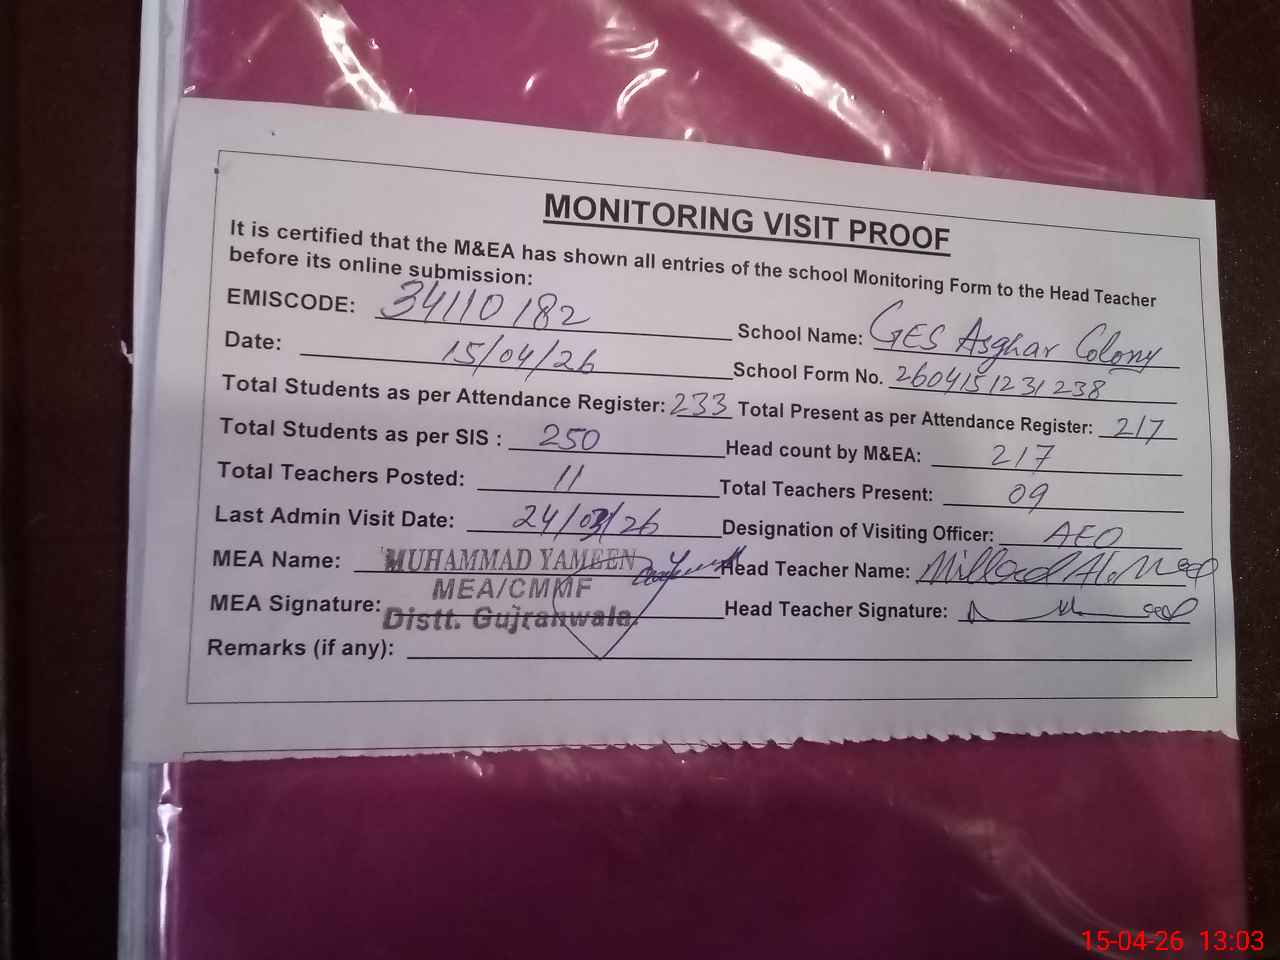 MONITORING VISIT PROOF
It is certified that the M&EA has shown all entries of the school Monitoring Form to the Head Teacher
before its online submission:
EMISCODE: 34110182 School Name: GES Asghar Colony
Date: 15/04/26 School Form No. 2604151231238
Total Students as per Attendance Register: 233 Total Present as per Attendance Register: 217
Total Students as per SIS : 250 Head count by M&EA: 217
Total Teachers Posted: 11 Total Teachers Present: 09
Last Admin Visit Date: 24/03/26 Designation of Visiting Officer: AEO
MEA Name: MUHAMMAD YAMEEN Head Teacher Name:
MEA/CMMF
MEA Signature: Distt. Gujranwala. Head Teacher Signature:
Remarks (if any):
15-04-26 13:03